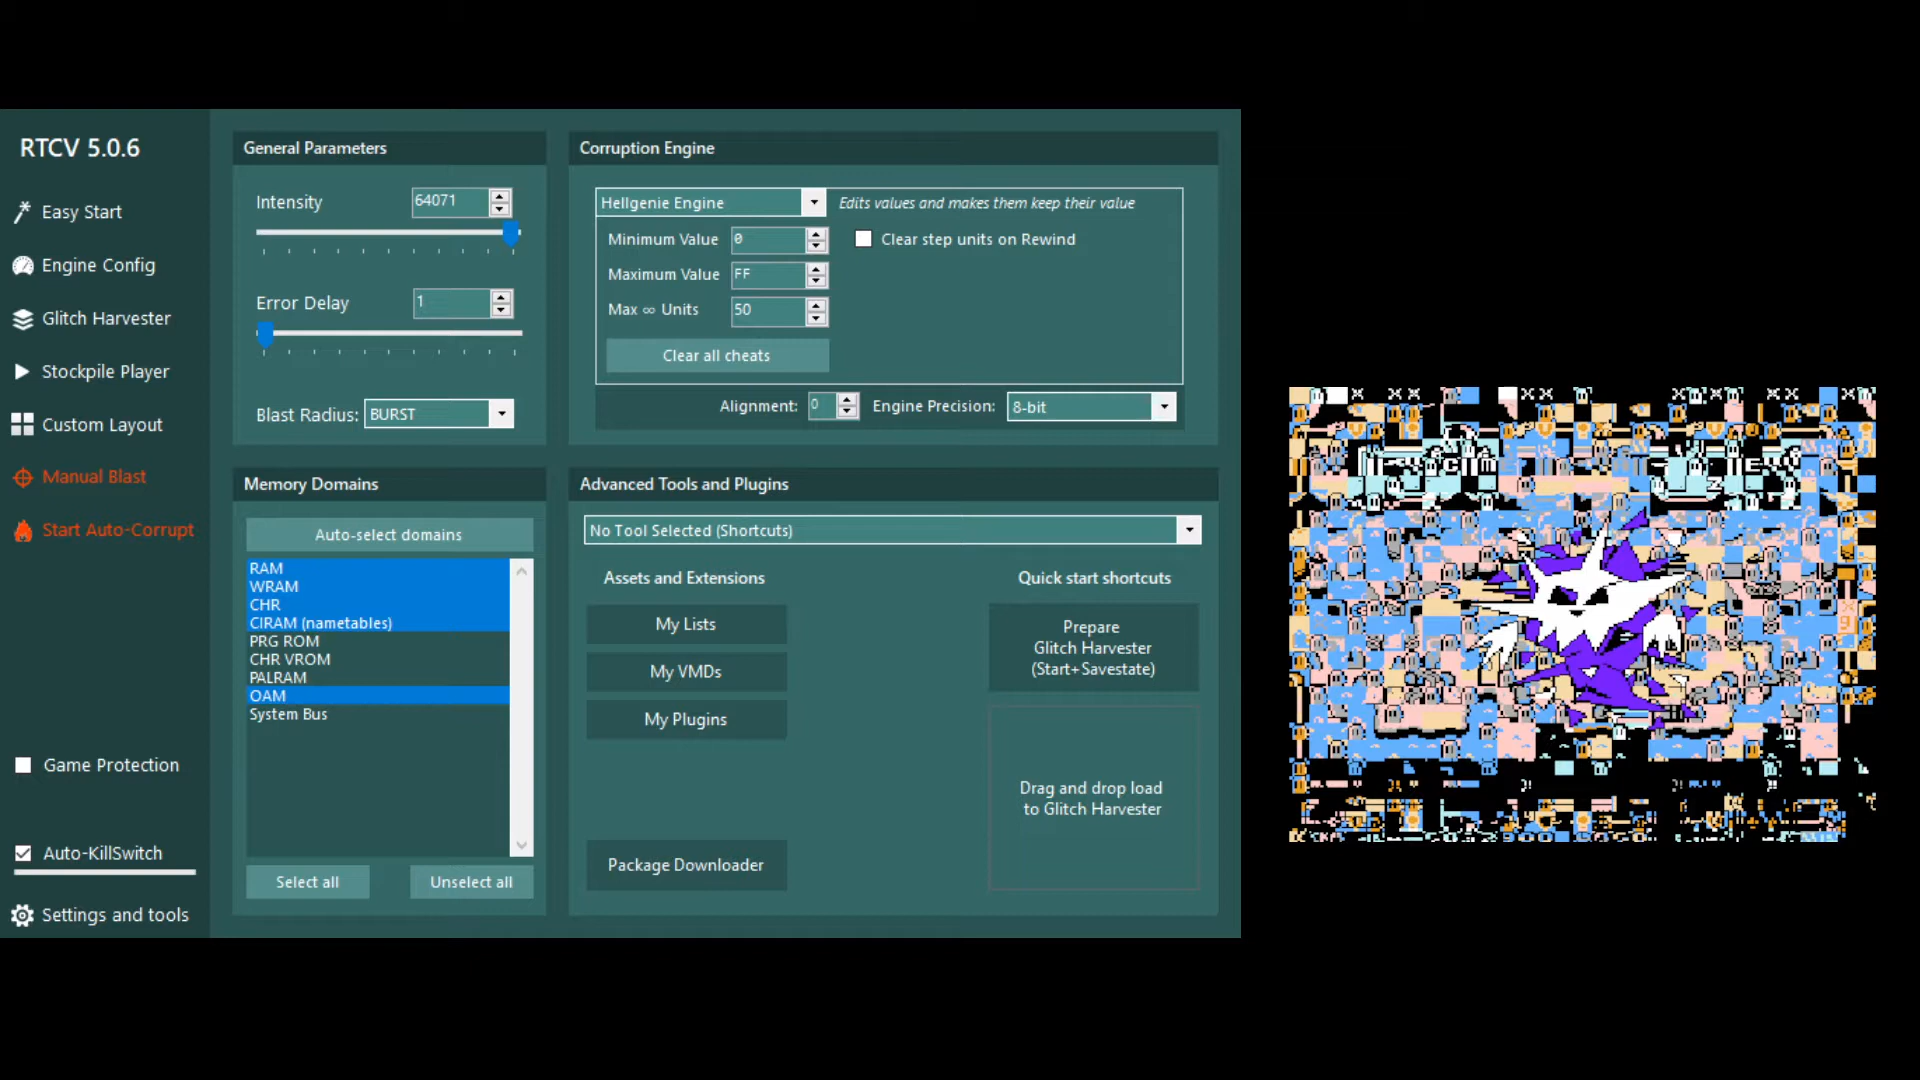 RTCV 5.0.6
Easy Start
Engine Config
Glitch Harvester
Stockpile Player
Custom Layout
Manual Blast
Start Auto-Corrupt
Game Protection
Auto-KillSwitch
Settings and tools
General Parameters
Intensity
64071
Error Delay
1
Blast Radius:
BURST
Corruption Engine
Hellgenie Engine
Edits values and makes them keep their value
Minimum Value
0
Clear step units on Rewind
Maximum Value
FF
Max ∞ Units
50
Clear all cheats
Alignment:
0
Engine Precision:
8-bit
Memory Domains
Auto-select domains
RAM
WRAM
CHR
CIRAM (nametables)
PRG ROM
CHR VROM
PALRAM
OAM
System Bus
Select all
Unselect all
Advanced Tools and Plugins
No Tool Selected (Shortcuts)
Assets and Extensions
My Lists
My VMDs
My Plugins
Package Downloader
Quick start shortcuts
Prepare
Glitch Harvester
(Start+Savestate)
Drag and drop load
to Glitch Harvester